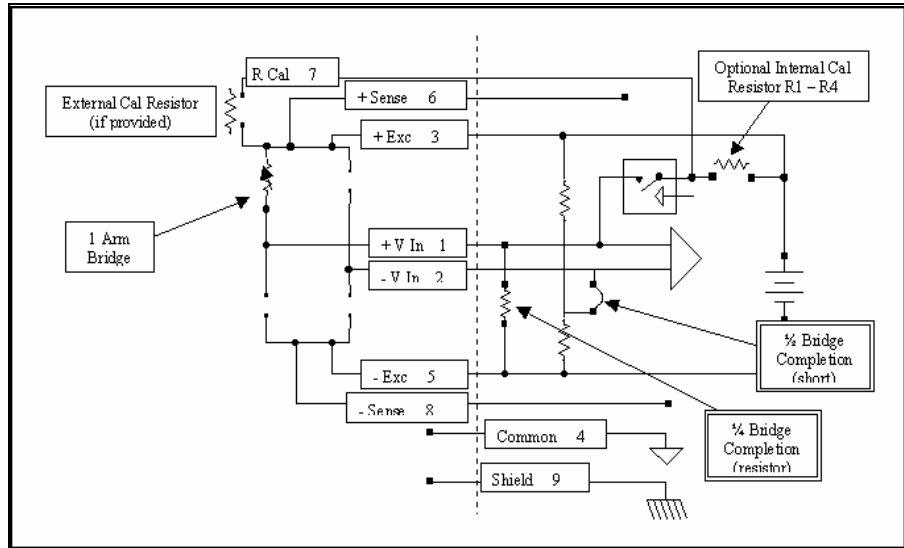 R Cal 7
Optional Internal Cal
Resistor R1 – R4
External Cal Resistor
(if provided)
+ Sense 6
+ Exc 3
1 Arm
Bridge
+ V In 1
- V In 2
½ Bridge
Completion
(short)
- Exc 5
- Sense 8
¼ Bridge
Completion
(resistor)
Common 4
Shield 9